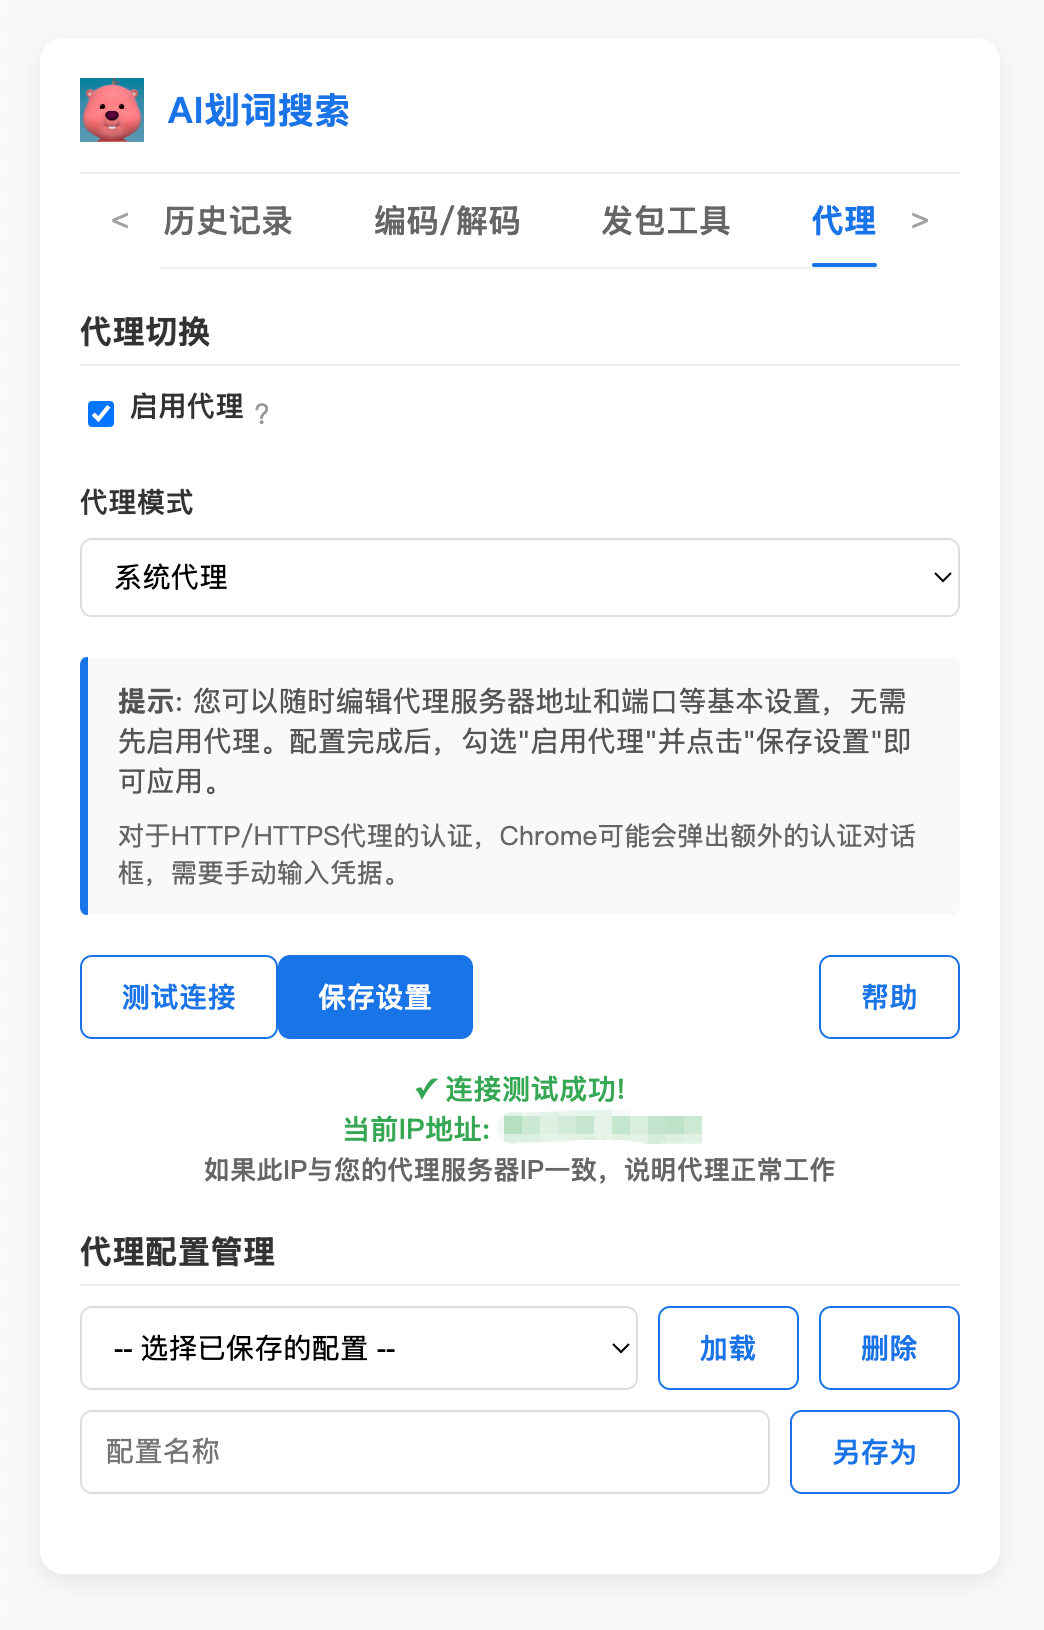 AI划词搜索
< 历史记录 编码/解码 发包工具 代理 >
代理切换
启用代理 ?
代理模式
系统代理
提示: 您可以随时编辑代理服务器地址和端口等基本设置，无需
先启用代理。配置完成后，勾选"启用代理"并点击"保存设置"即
可应用。
对于HTTP/HTTPS代理的认证，Chrome可能会弹出额外的认证对话
框，需要手动输入凭据。
测试连接 保存设置 帮助
✔ 连接测试成功!
当前IP地址:
如果此IP与您的代理服务器IP一致，说明代理正常工作
代理配置管理
-- 选择已保存的配置 -- 加载 删除
配置名称 另存为